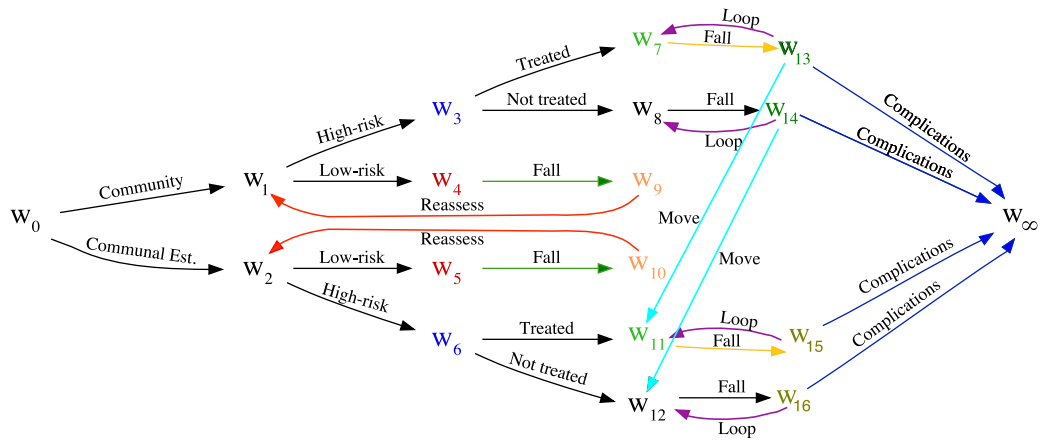 Loop
w7
Fall
w13
Treated
w3
Not treated
w8
Fall
w14
Loop
Complications
Complications
High-risk
Community
w1
Low-risk
w4
Fall
w9
Reassess
Move
w0
w∞
Reassess
Communal Est.
w2
Low-risk
w5
Fall
w10
Move
High-risk
Complications
Complications
w6
Treated
w11
Loop
Fall
w15
Not treated
w12
Fall
w16
Loop